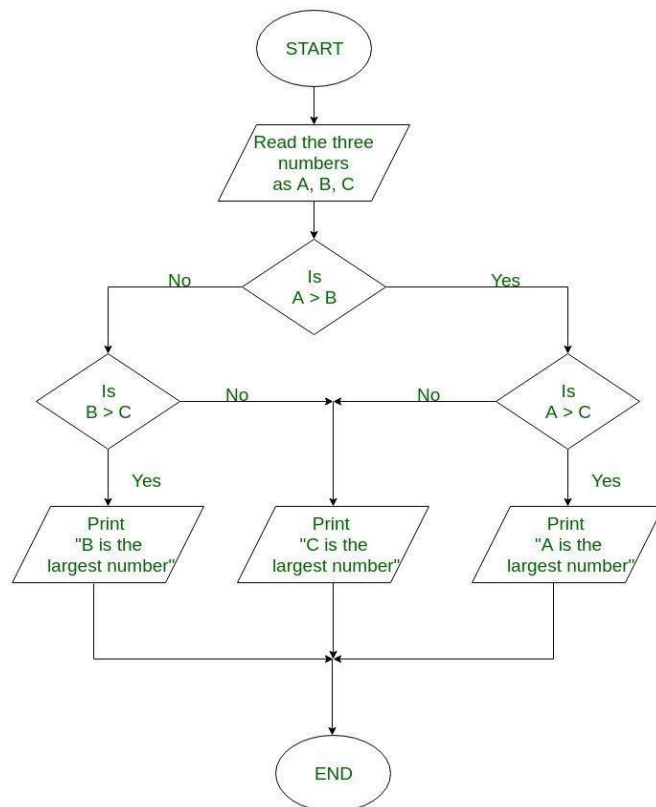 START
Read the three
numbers
as A, B, C
Is
A > B
No
Yes
Is
B > C
No
No
Is
A > C
Yes
Yes
Print
"B is the
largest number"
Print
"C is the
largest number"
Print
"A is the
largest number"
END